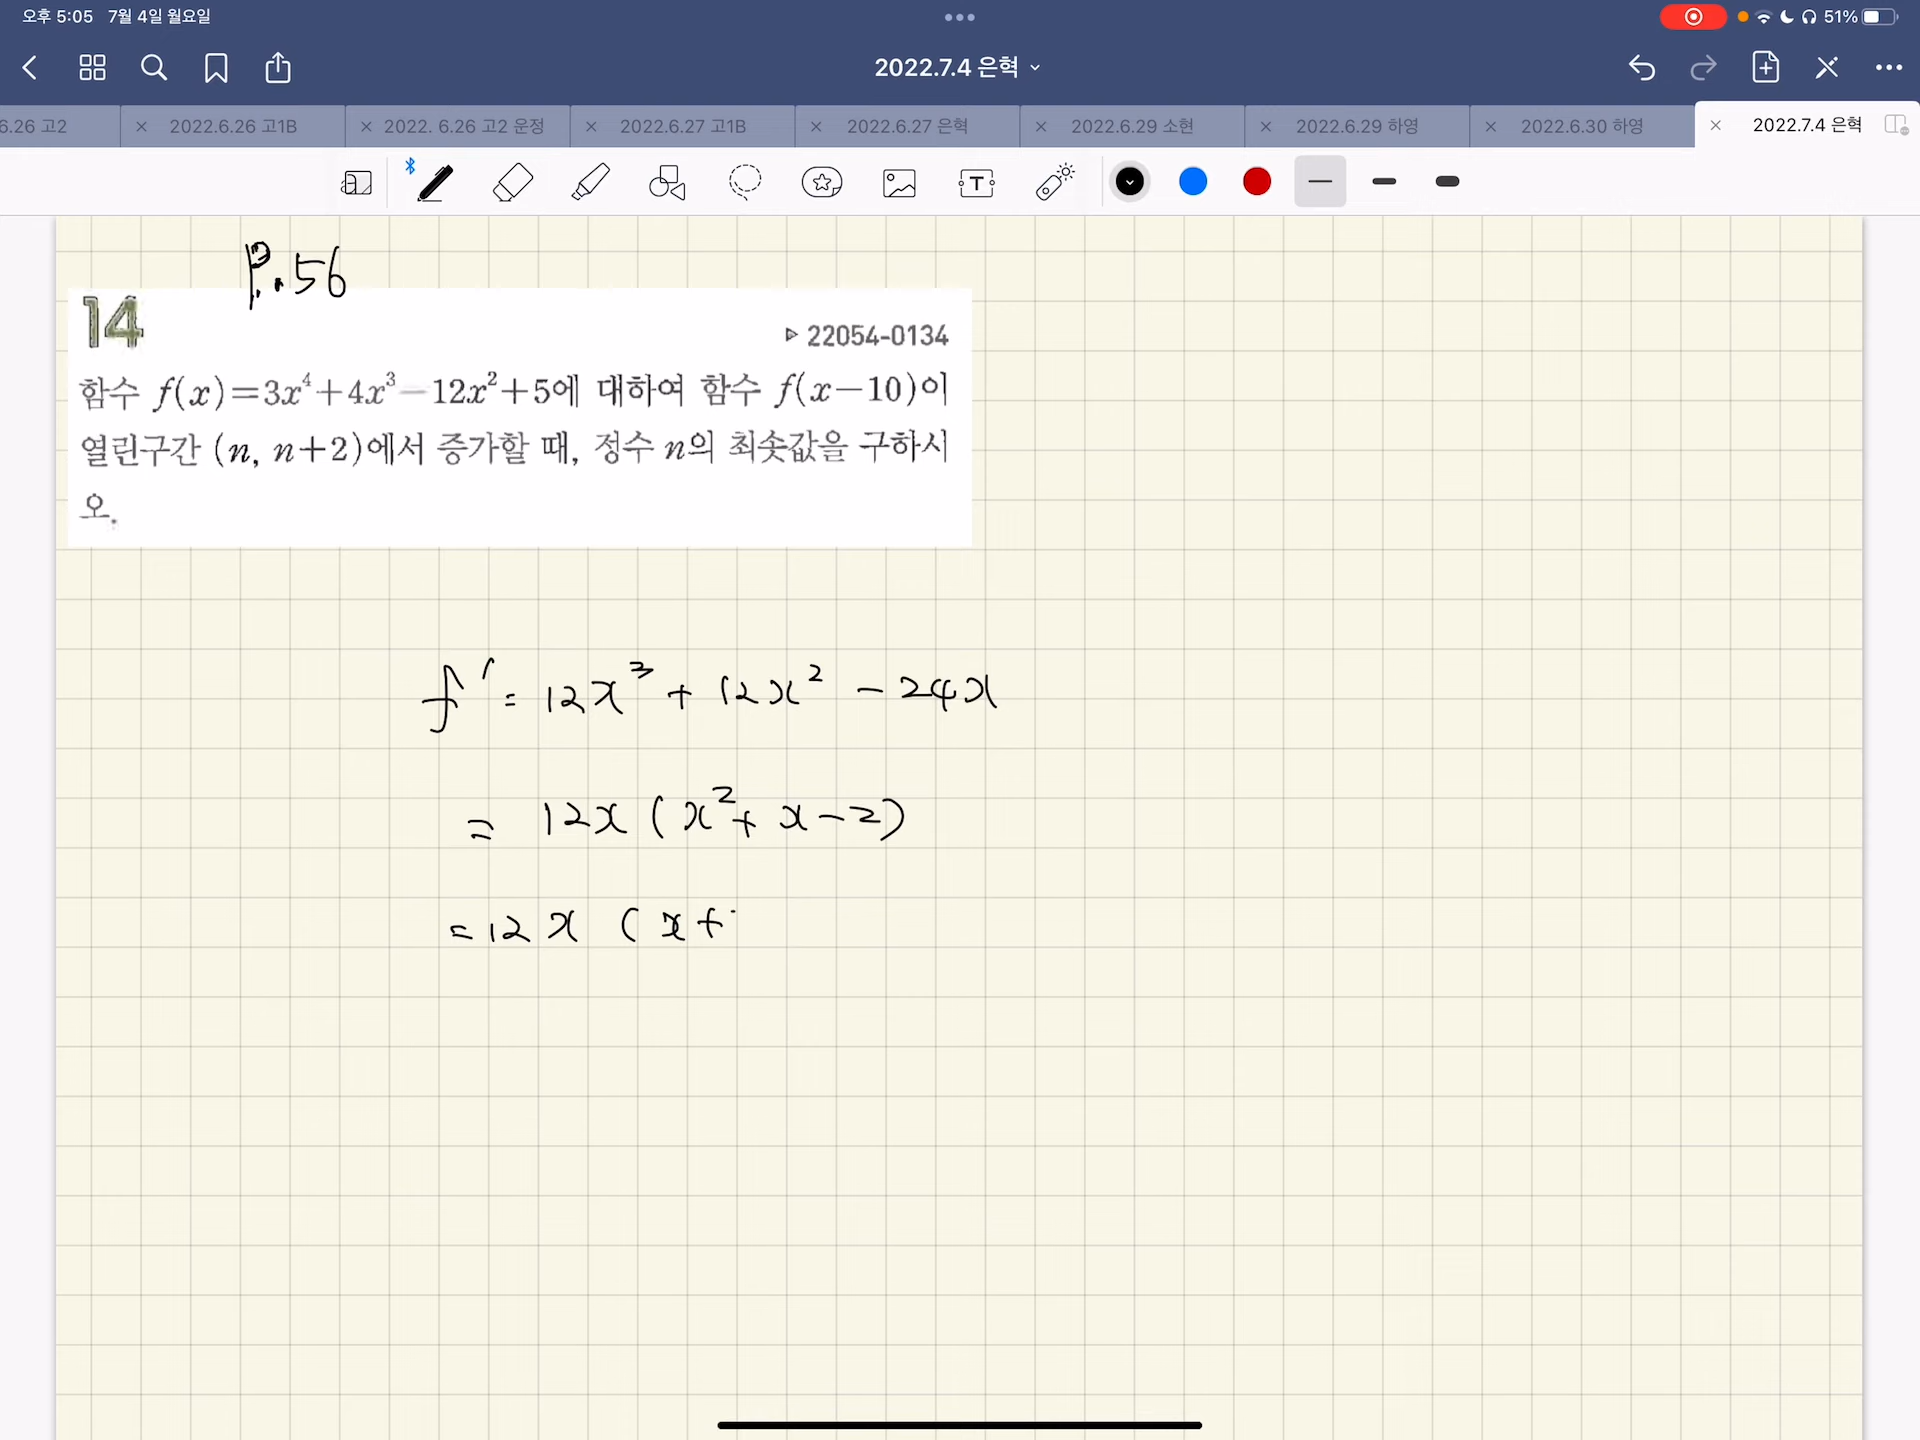 오후 5:05 7월 4일 월요일
51%
2022.7.4 은혁
6.26 고2
2022.6.26 고1B
2022. 6.26 고2 운정
2022.6.27 고1B
2022.6.27 은혁
2022.6.29 소현
2022.6.29 하영
2022.6.30 하영
2022.7.4 은혁
P.56
14
▷ 22054-0134
함수 f(x)=3x⁴+4x³−12x²+5에 대하여 함수 f(x−10)이
열린구간 (n, n+2)에서 증가할 때, 정수 n의 최솟값을 구하시
오.
f' = 12x³ + 12x² − 24x
= 12x (x² + x − 2)
= 12x (x+